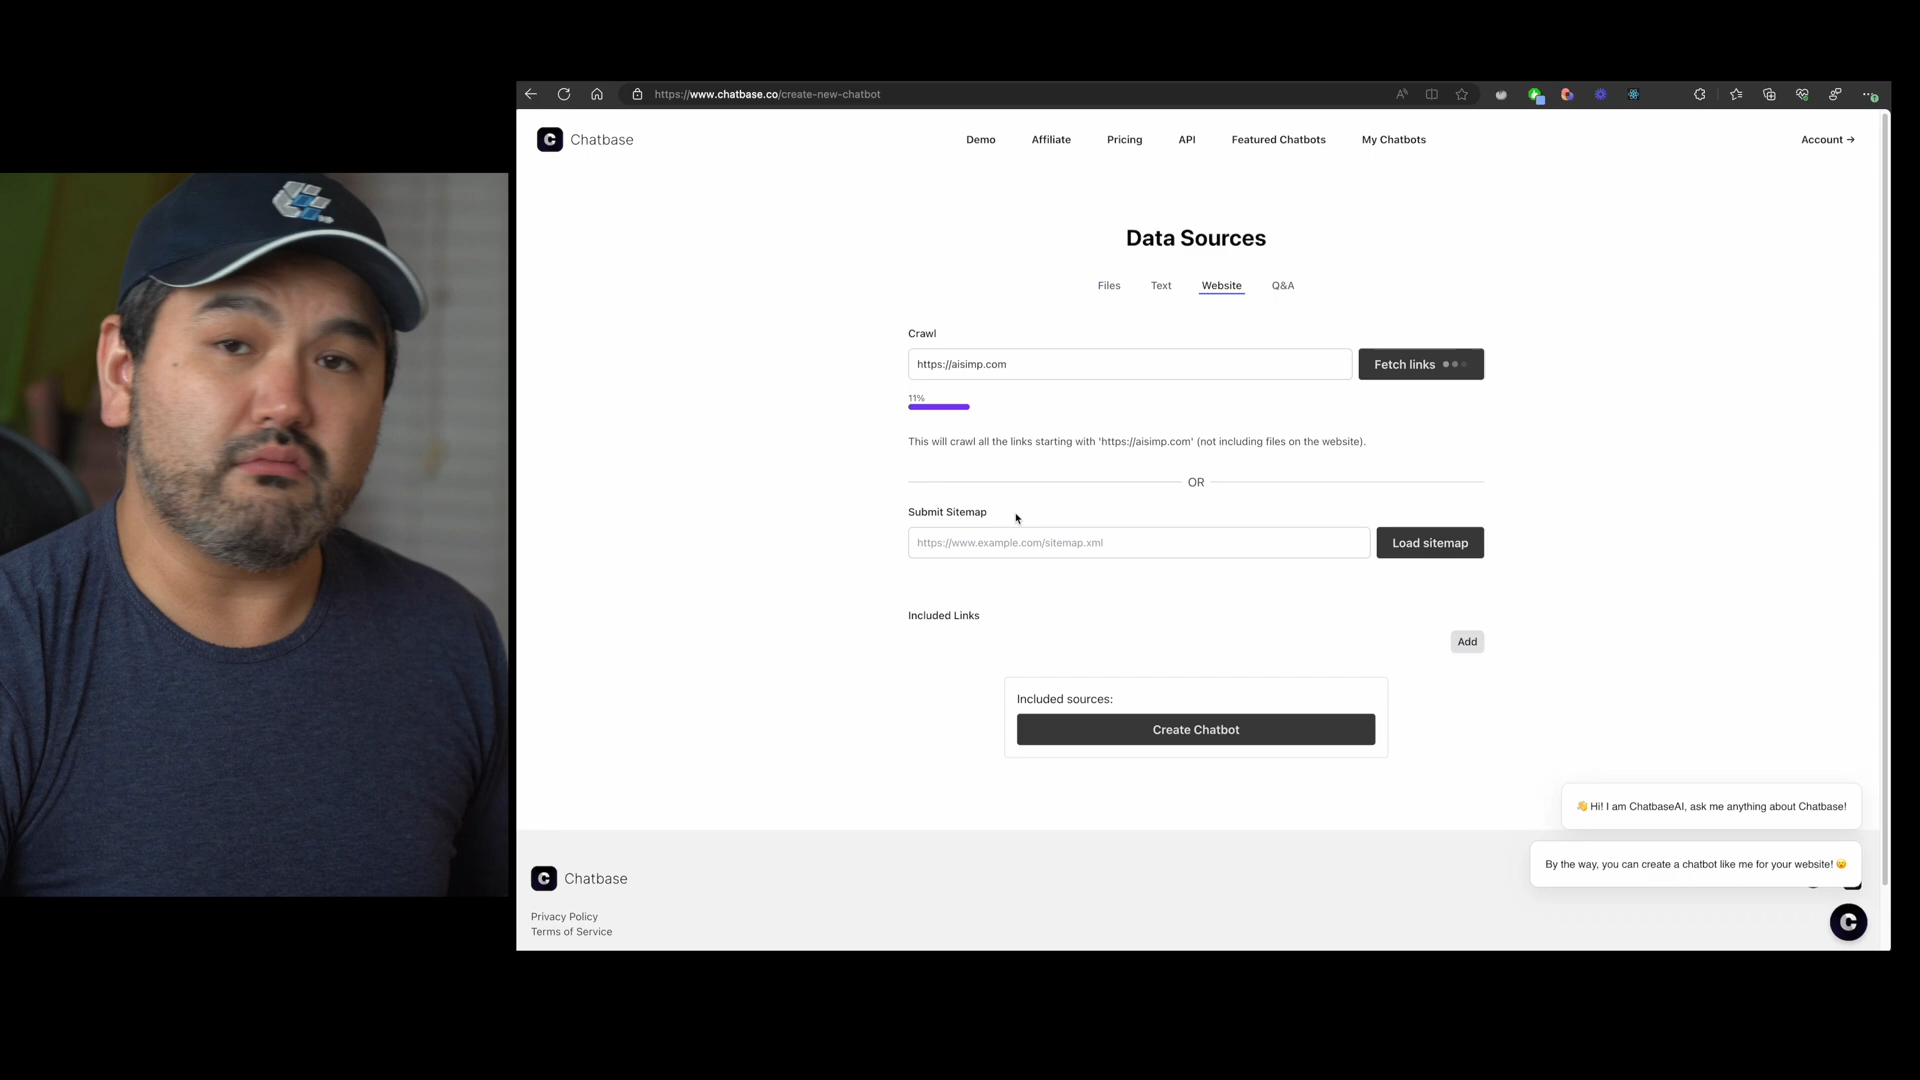 https://www.chatbase.co/create-new-chatbot
C Chatbase
Demo
Affiliate
Pricing
API
Featured Chatbots
My Chatbots
Account →
Data Sources
Files
Text
Website
Q&A
Crawl
https://aisimp.com
Fetch links
11%
This will crawl all the links starting with 'https://aisimp.com' (not including files on the website).
OR
Submit Sitemap
https://www.example.com/sitemap.xml
Load sitemap
Included Links
Add
Included sources:
Create Chatbot
👋 Hi! I am ChatbaseAI, ask me anything about Chatbase!
By the way, you can create a chatbot like me for your website! 😮
C Chatbase
Privacy Policy
Terms of Service
C